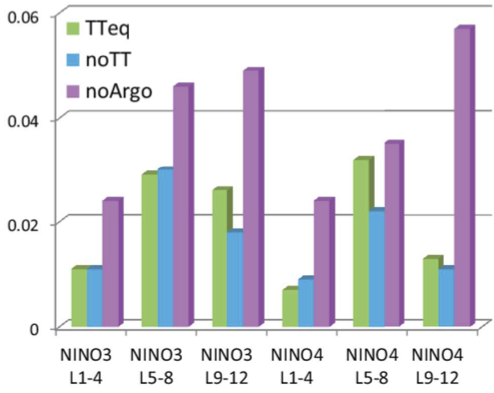 0.06
TTeq
noTT
noArgo
0.04
0.02
0
NINO3 NINO3 NINO3 NINO4 NINO4 NINO4
L1-4 L5-8 L9-12 L1-4 L5-8 L9-12